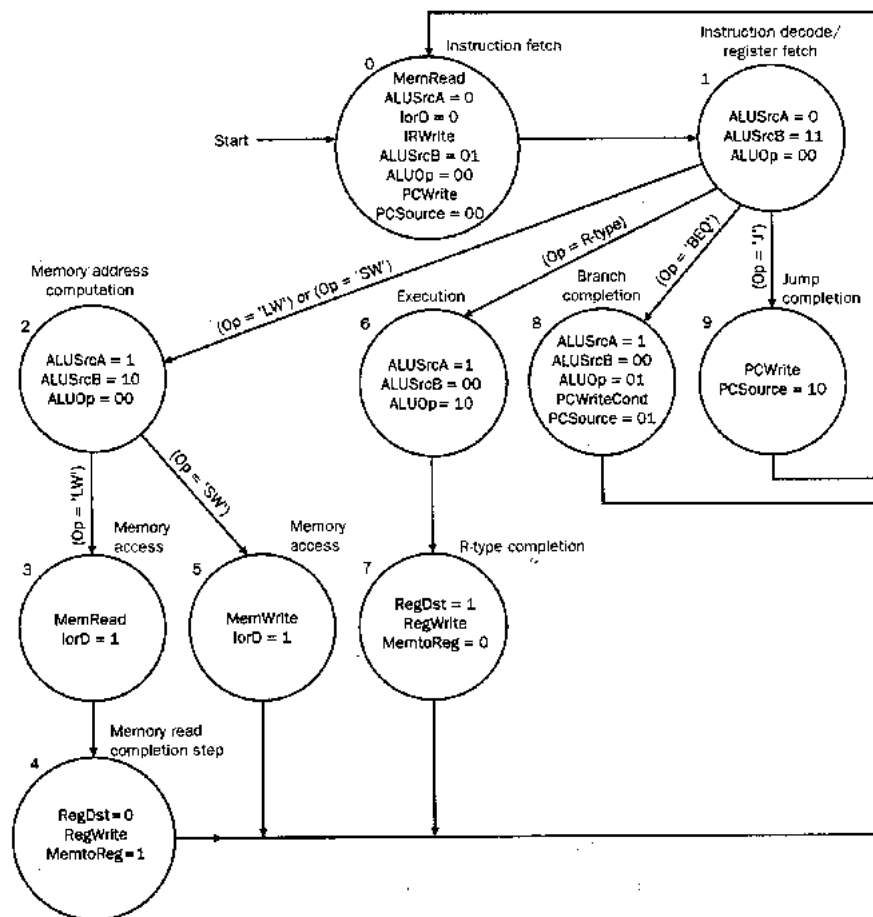 Instruction fetch
0
MemRead
ALUSrcA = 0
IorD = 0
IRWrite
ALUSrcB = 01
ALUOp = 00
PCWrite
PCSource = 00
Start
Instruction decode/
register fetch
1
ALUSrcA = 0
ALUSrcB = 11
ALUOp = 00
(Op = 'LW') or (Op = 'SW')
(Op = R-type)
(Op = 'BEQ')
(Op = 'J')
Memory address
computation
2
ALUSrcA = 1
ALUSrcB = 10
ALUOp = 00
Execution
6
ALUSrcA =1
ALUSrcB = 00
ALUOp = 10
Branch
completion
8
ALUSrcA = 1
ALUSrcB = 00
ALUOp = 01
PCWriteCond
PCSource = 01
Jump
completion
9
PCWrite
PCSource = 10
(Op = 'LW')
(Op = 'SW')
Memory
access
3
MemRead
IorD = 1
Memory
access
5
MemWrite
IorD = 1
R-type completion
7
RegDst = 1
RegWrite
MemtoReg = 0
Memory read
completion step
4
RegDst = 0
RegWrite
MemtoReg = 1